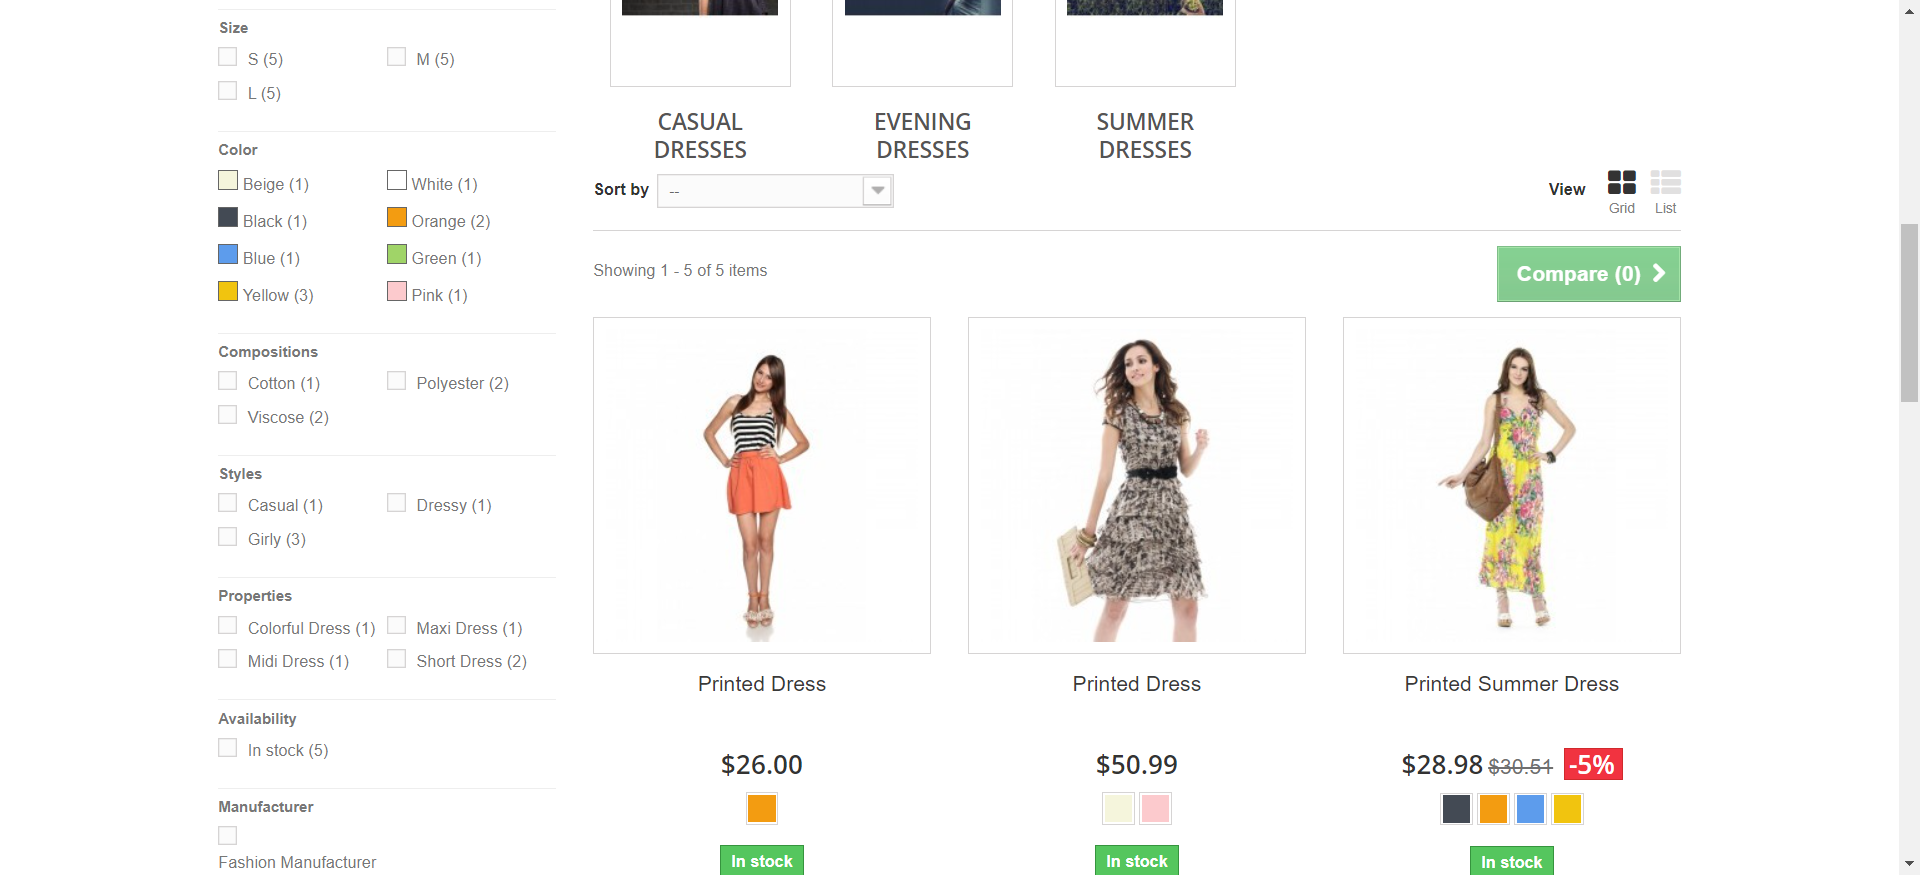 Size
S (5)
M (5)
L (5)
Color
Beige (1)
White (1)
Black (1)
Orange (2)
Blue (1)
Green (1)
Yellow (3)
Pink (1)
Compositions
Cotton (1)
Polyester (2)
Viscose (2)
Styles
Casual (1)
Dressy (1)
Girly (3)
Properties
Colorful Dress (1)
Maxi Dress (1)
Midi Dress (1)
Short Dress (2)
Availability
In stock (5)
Manufacturer
Fashion Manufacturer
CASUAL
DRESSES
EVENING
DRESSES
SUMMER
DRESSES
Sort by
--
View
Grid
List
Showing 1 - 5 of 5 items
Compare (0)
Printed Dress
$26.00
In stock
Printed Dress
$50.99
In stock
Printed Summer Dress
$28.98 $30.51 -5%
In stock